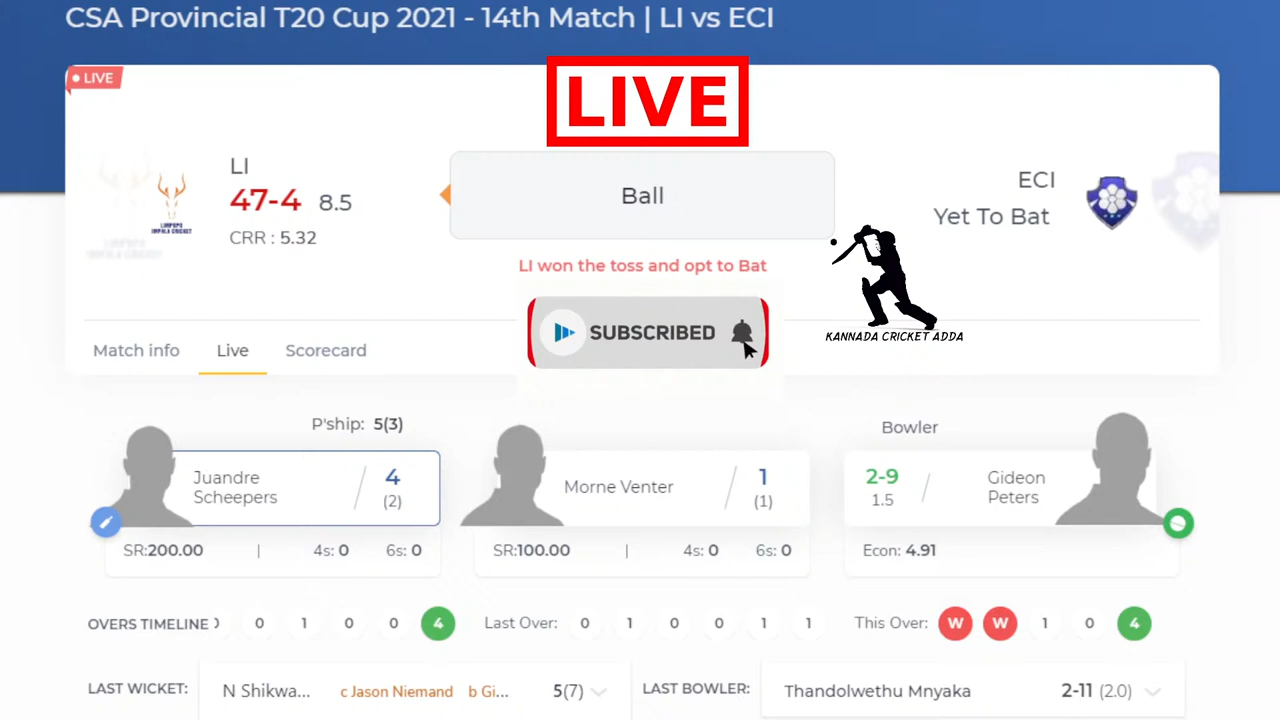 CSA Provincial T20 Cup 2021 - 14th Match | LI vs ECI
LIVE
LIVE
LI
47-4 8.5
CRR : 5.32
LIMPOPO
IMPALA CRICKET
Ball
ECI
Yet To Bat
LI won the toss and opt to Bat
SUBSCRIBED
KANNADA CRICKET ADDA
Match info Live Scorecard
P'ship: 5(3)
Bowler
Juandre
Scheepers
4
(2)
Morne Venter
1
(1)
2-9
1.5
Gideon
Peters
SR:200.00 | 4s: 0 6s: 0
SR:100.00 | 4s: 0 6s: 0
Econ: 4.91
OVERS TIMELINE 0 1 0 0 4 Last Over: 0 1 0 0 1 1 This Over: W W 1 0 4
LAST WICKET: N Shikwa... c Jason Niemand b Gi... 5(7) LAST BOWLER: Thandolwethu Mnyaka 2-11 (2.0)